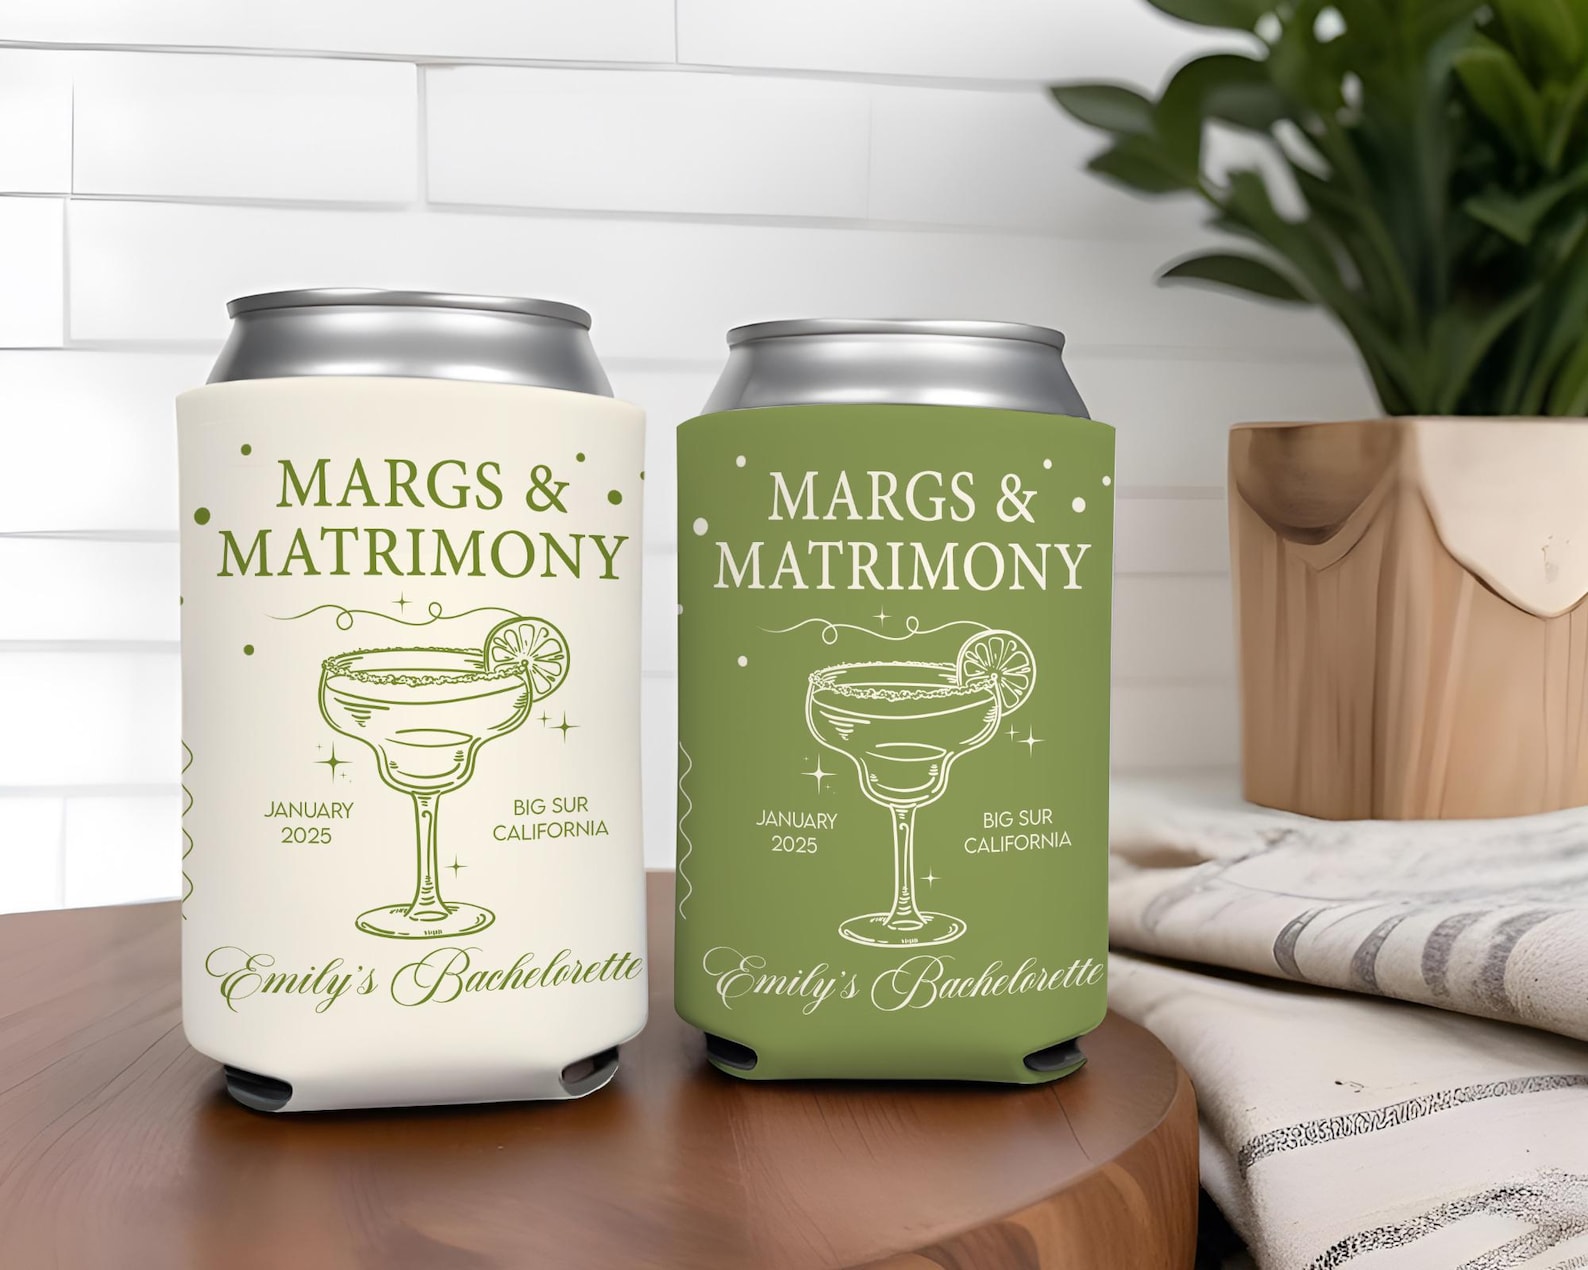 MARGS &
MATRIMONY
JANUARY
2025
BIG SUR
CALIFORNIA
Emily's Bachelorette
MARGS &
MATRIMONY
JANUARY
2025
BIG SUR
CALIFORNIA
Emily's Bachelorette